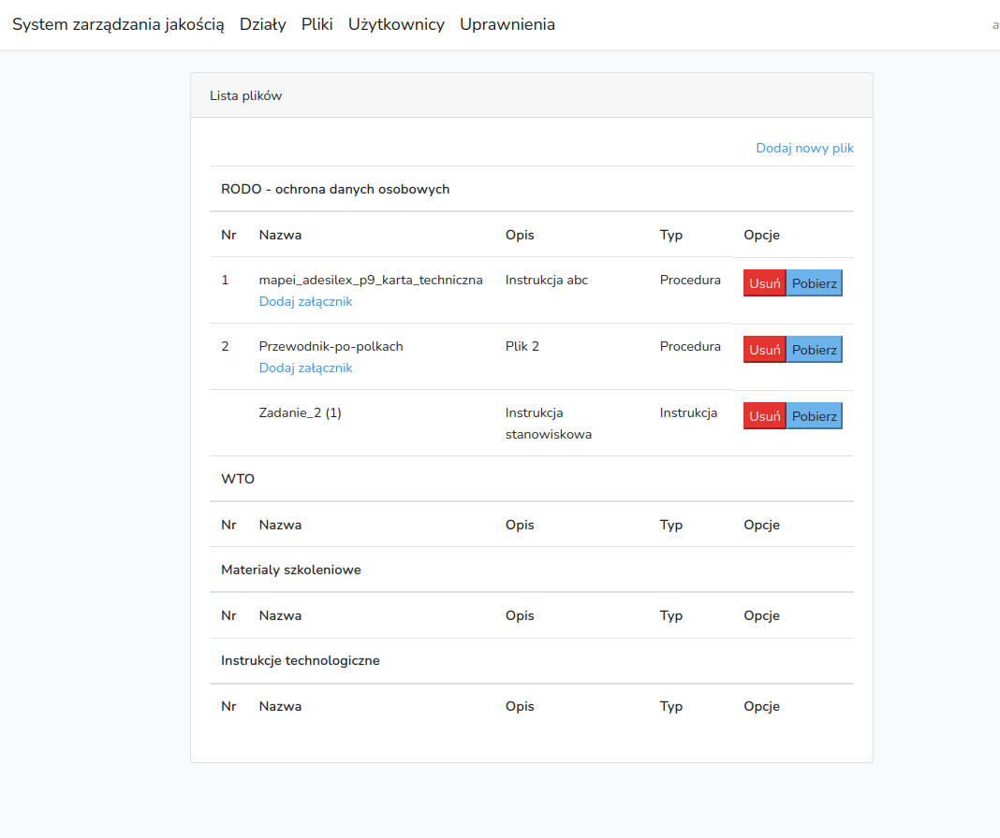 System zarządzania jakością Działy Pliki Użytkownicy Uprawnienia a
Lista plików
Dodaj nowy plik
RODO - ochrona danych osobowych
Nr Nazwa Opis Typ Opcje
1 mapei_adesilex_p9_karta_techniczna Instrukcja abc Procedura Usuń Pobierz
Dodaj załącznik
2 Przewodnik-po-polkach Plik 2 Procedura Usuń Pobierz
Dodaj załącznik
Zadanie_2 (1) Instrukcja Instrukcja Usuń Pobierz
stanowiskowa
WTO
Nr Nazwa Opis Typ Opcje
Materialy szkoleniowe
Nr Nazwa Opis Typ Opcje
Instrukcje technologiczne
Nr Nazwa Opis Typ Opcje